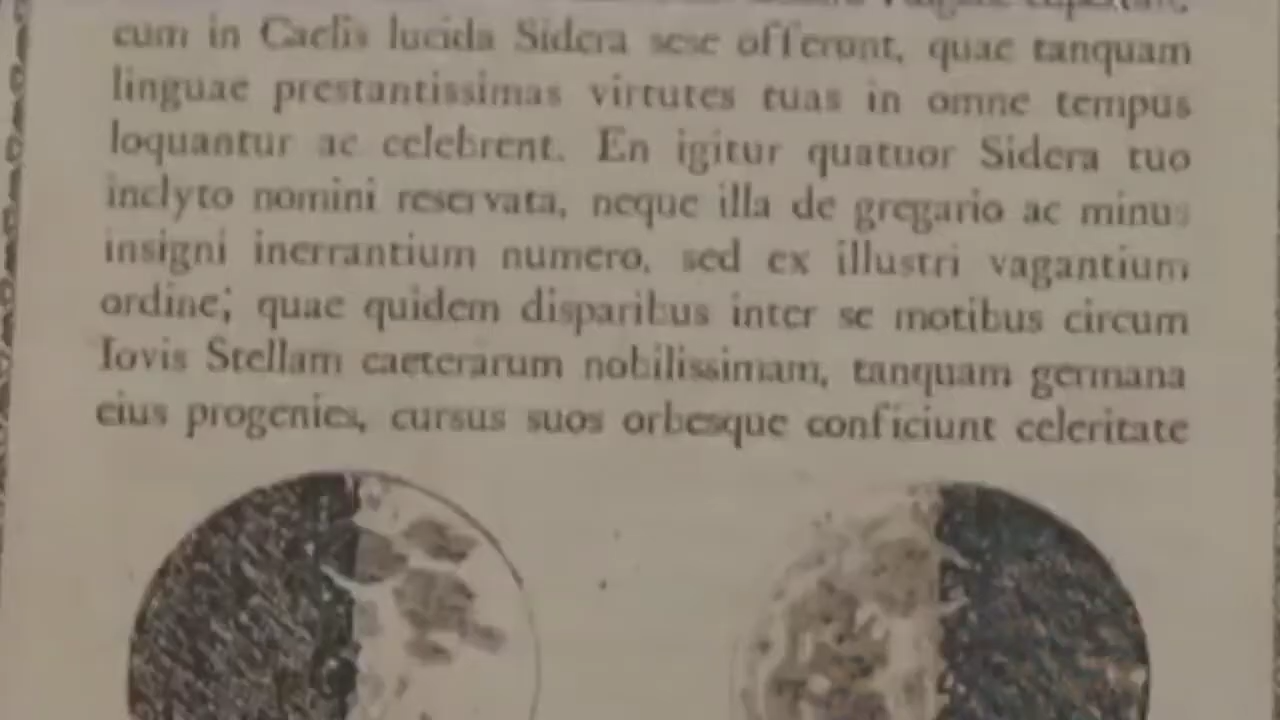 cum in Caelis lucida Sidera sese offerunt, quae tanquam
linguae prestantissimas virtutes tuas in omne tempus
loquantur ac celebrent. En igitur quatuor Sidera tuo
inclyto nomini reservata, neque illa de gregario ac minus
insigni inerrantium numero, sed ex illustri vagantium
ordine; quae quidem disparibus inter se motibus circum
Iovis Stellam caeterarum nobilissimam, tanquam germana
eius progenies, cursus suos orbesque conficiunt celeritate